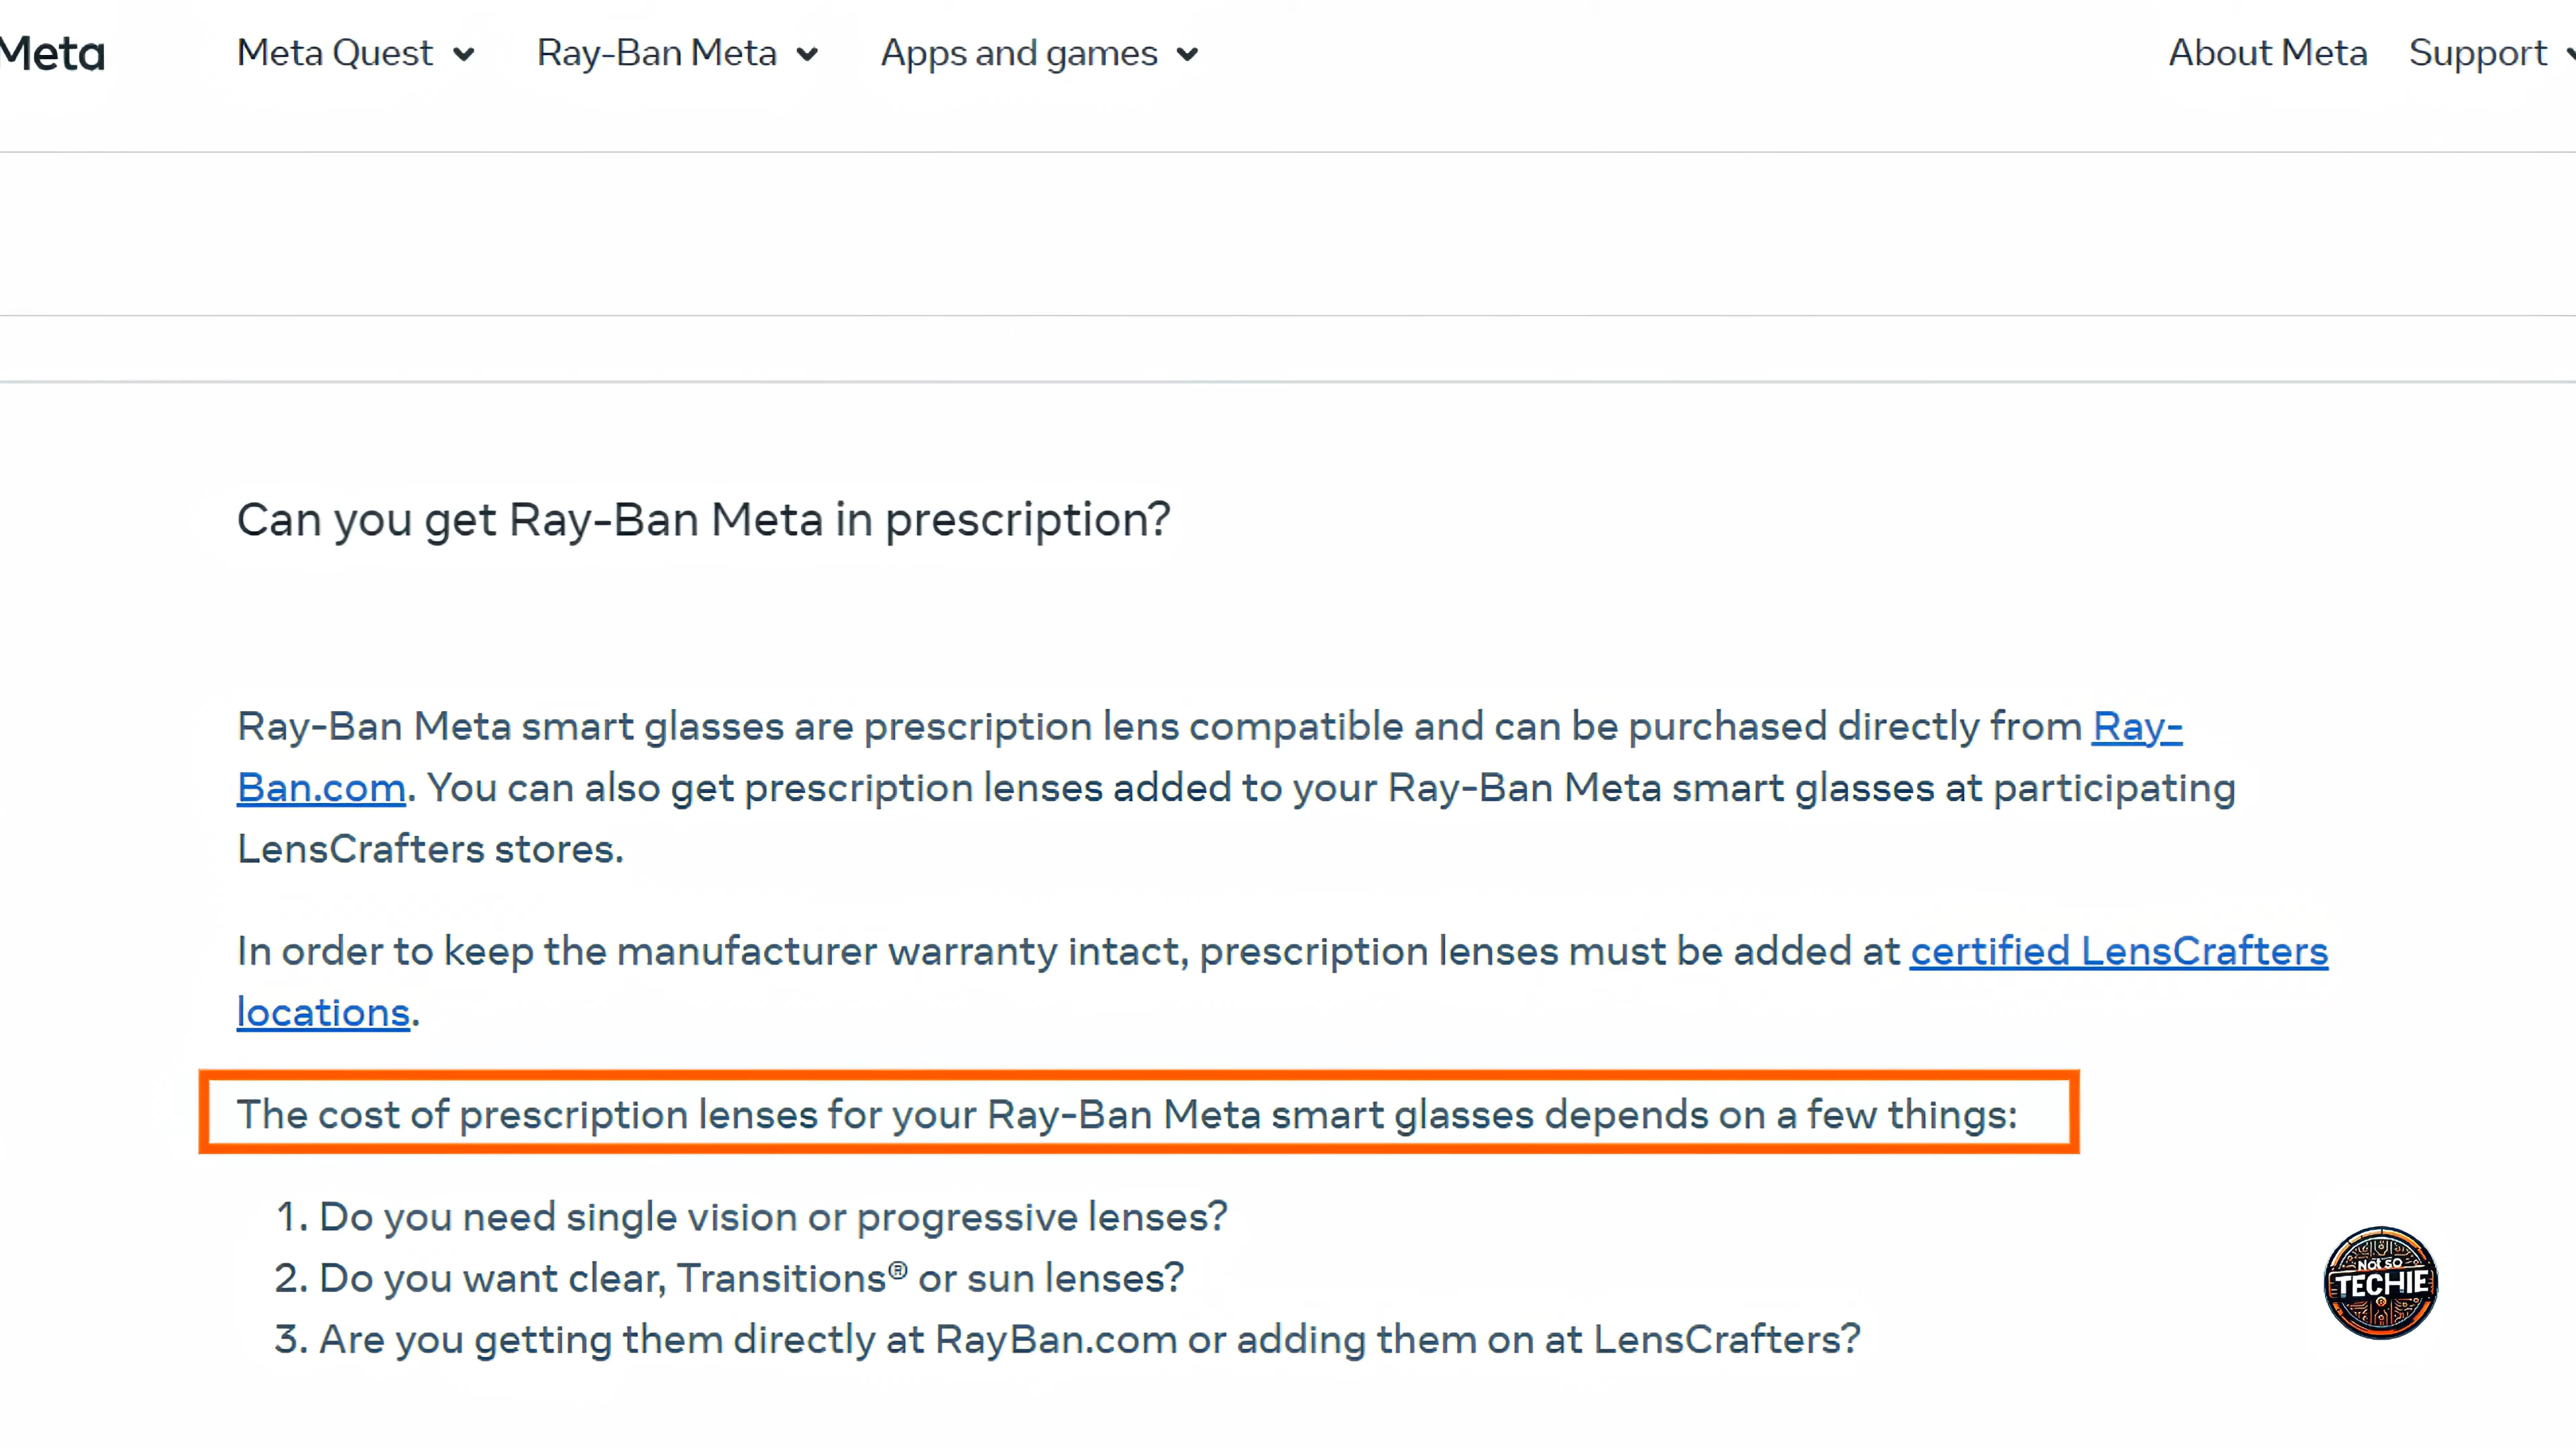 Meta Meta Quest Ray-Ban Meta Apps and games About Meta Support
Can you get Ray-Ban Meta in prescription?
Ray-Ban Meta smart glasses are prescription lens compatible and can be purchased directly from Ray-
Ban.com. You can also get prescription lenses added to your Ray-Ban Meta smart glasses at participating
LensCrafters stores.
In order to keep the manufacturer warranty intact, prescription lenses must be added at certified LensCrafters
locations.
The cost of prescription lenses for your Ray-Ban Meta smart glasses depends on a few things:
1. Do you need single vision or progressive lenses?
2. Do you want clear, Transitions® or sun lenses?
3. Are you getting them directly at RayBan.com or adding them on at LensCrafters?
NOT SO
TECHIE